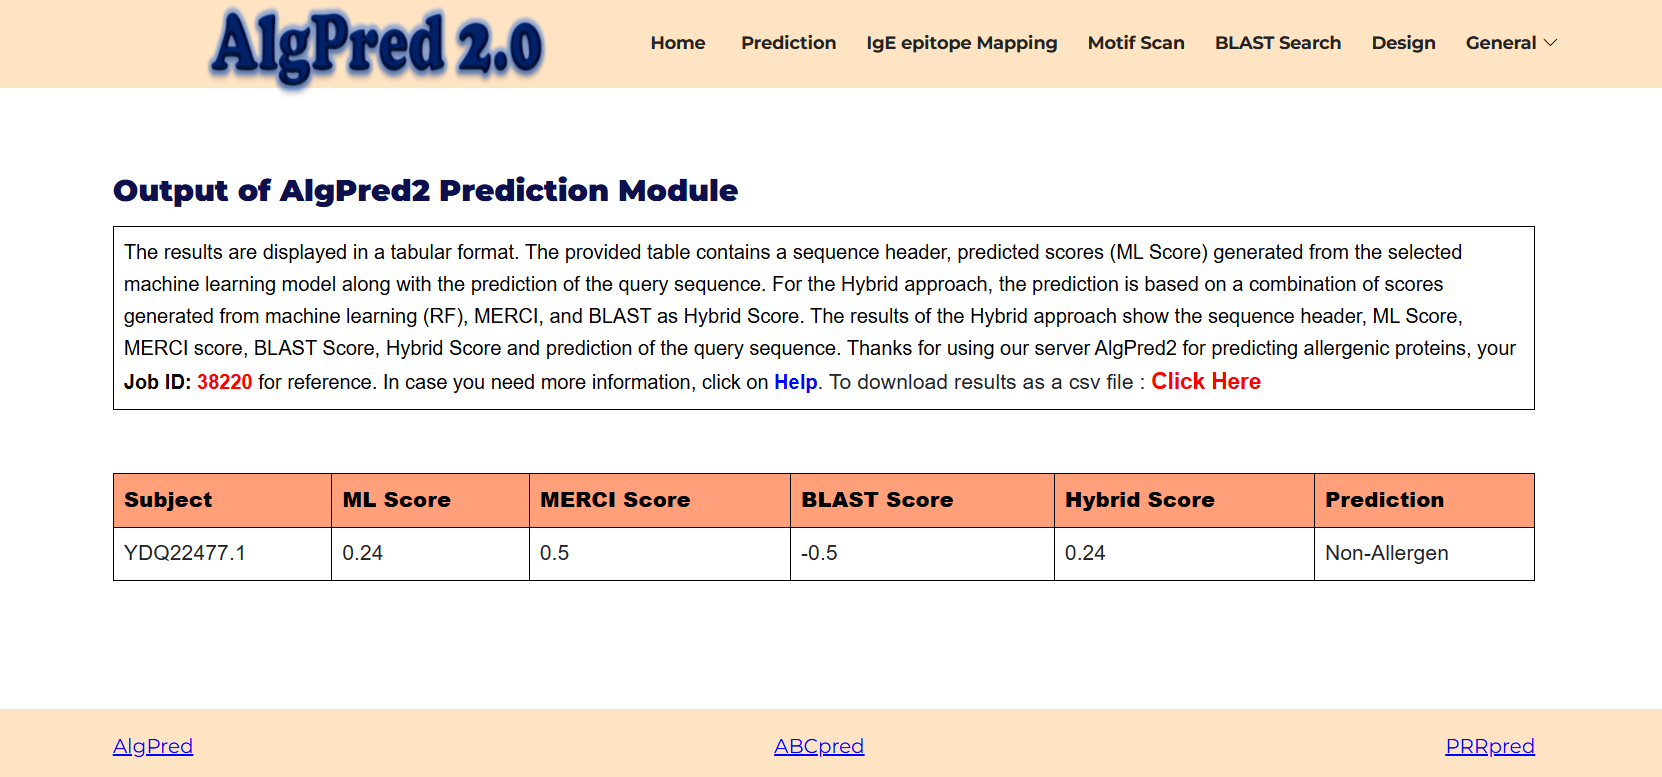 AlgPred 2.0
Home Prediction IgE epitope Mapping Motif Scan BLAST Search Design General
Output of AlgPred2 Prediction Module
The results are displayed in a tabular format. The provided table contains a sequence header, predicted scores (ML Score) generated from the selected
machine learning model along with the prediction of the query sequence. For the Hybrid approach, the prediction is based on a combination of scores
generated from machine learning (RF), MERCI, and BLAST as Hybrid Score. The results of the Hybrid approach show the sequence header, ML Score,
MERCI score, BLAST Score, Hybrid Score and prediction of the query sequence. Thanks for using our server AlgPred2 for predicting allergenic proteins, your
Job ID: 38220 for reference. In case you need more information, click on Help. To download results as a csv file : Click Here
Subject ML Score MERCI Score BLAST Score Hybrid Score Prediction
YDQ22477.1 0.24 0.5 -0.5 0.24 Non-Allergen
AlgPred ABCpred PRRpred